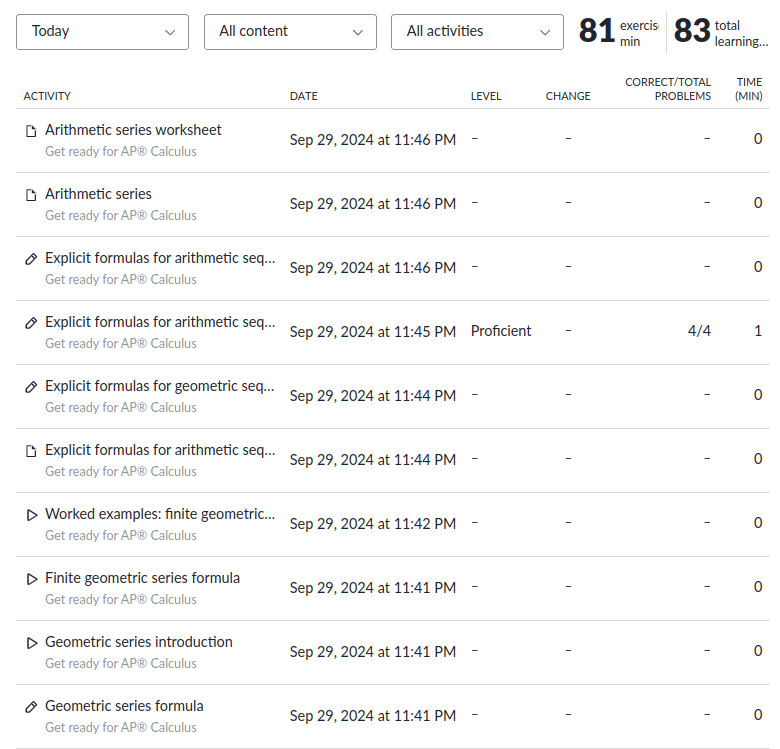 Today All content All activities 81 exercis 83 total
min learning...
CORRECT/TOTAL TIME
ACTIVITY DATE LEVEL CHANGE PROBLEMS (MIN)
Arithmetic series worksheet
Get ready for AP® Calculus
Sep 29, 2024 at 11:46 PM – – – 0
Arithmetic series
Get ready for AP® Calculus
Sep 29, 2024 at 11:46 PM – – – 0
Explicit formulas for arithmetic seq...
Get ready for AP® Calculus
Sep 29, 2024 at 11:46 PM – – – 0
Explicit formulas for arithmetic seq...
Get ready for AP® Calculus
Sep 29, 2024 at 11:45 PM Proficient – 4/4 1
Explicit formulas for geometric seq...
Get ready for AP® Calculus
Sep 29, 2024 at 11:44 PM – – – 0
Explicit formulas for arithmetic seq...
Get ready for AP® Calculus
Sep 29, 2024 at 11:44 PM – – – 0
Worked examples: finite geometric...
Get ready for AP® Calculus
Sep 29, 2024 at 11:42 PM – – – 0
Finite geometric series formula
Get ready for AP® Calculus
Sep 29, 2024 at 11:41 PM – – – 0
Geometric series introduction
Get ready for AP® Calculus
Sep 29, 2024 at 11:41 PM – – – 0
Geometric series formula
Get ready for AP® Calculus
Sep 29, 2024 at 11:41 PM – – – 0